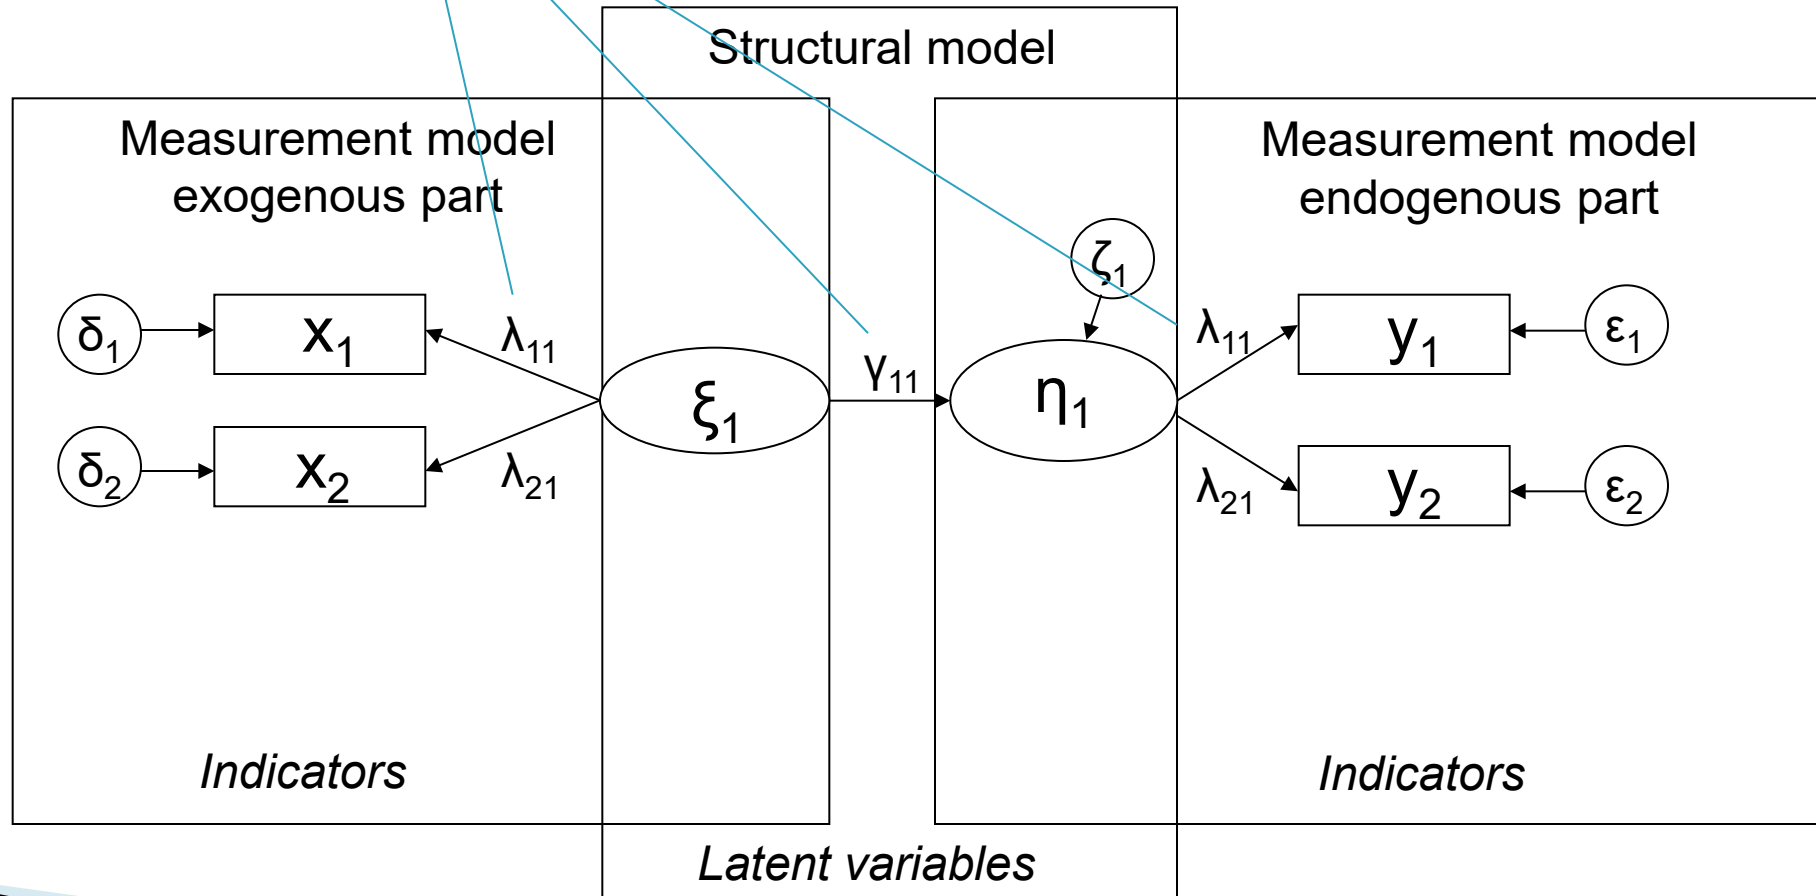 Structural model
Measurement model
exogenous part
Measurement model
endogenous part
ζ₁
δ₁
x₁
λ₁₁
ξ₁
γ₁₁
η₁
λ₁₁
y₁
ε₁
δ₂
x₂
λ₂₁
λ₂₁
y₂
ε₂
Indicators
Indicators
Latent variables